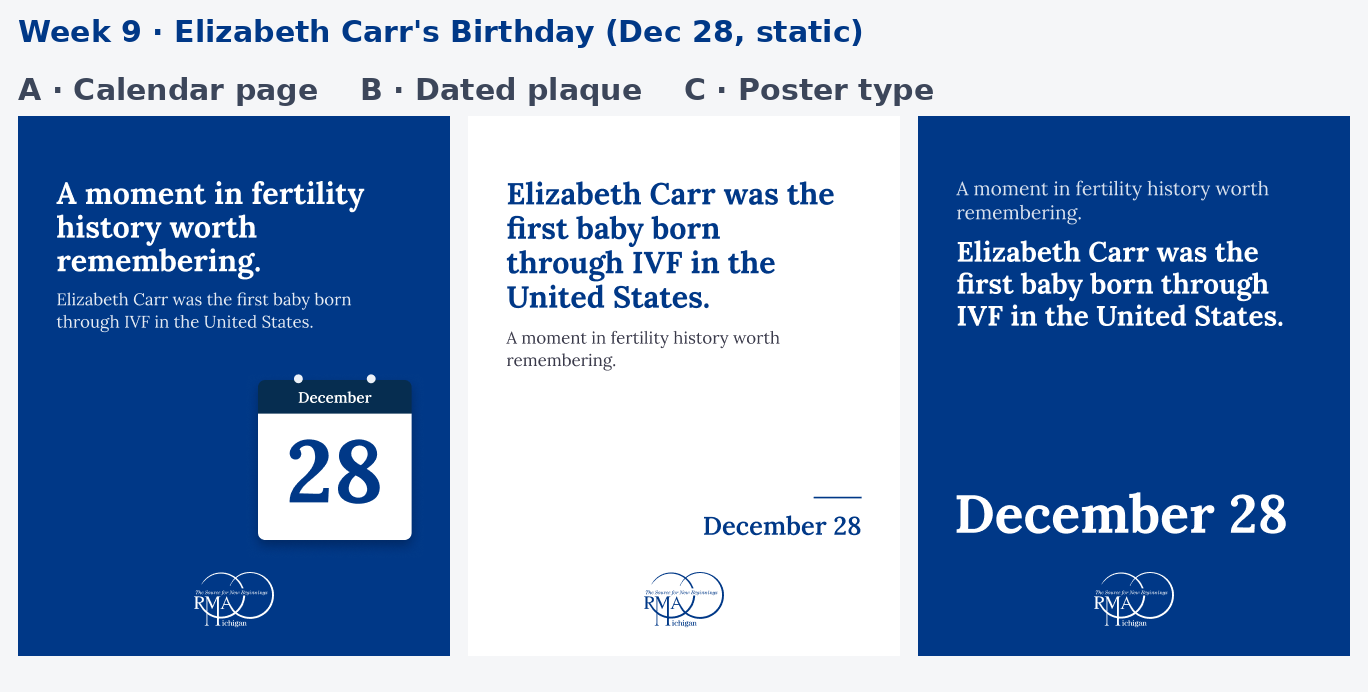 Week 9 · Elizabeth Carr's Birthday (Dec 28, static)
A · Calendar page B · Dated plaque C · Poster type
A moment in fertility
history worth
remembering.
Elizabeth Carr was the first baby born
through IVF in the United States.
December
28
The Source for New Beginnings
RMA
Michigan
Elizabeth Carr was the
first baby born
through IVF in the
United States.
A moment in fertility history worth
remembering.
December 28
The Source for New Beginnings
RMA
Michigan
A moment in fertility history worth
remembering.
Elizabeth Carr was the
first baby born through
IVF in the United States.
December 28
The Source for New Beginnings
RMA
Michigan